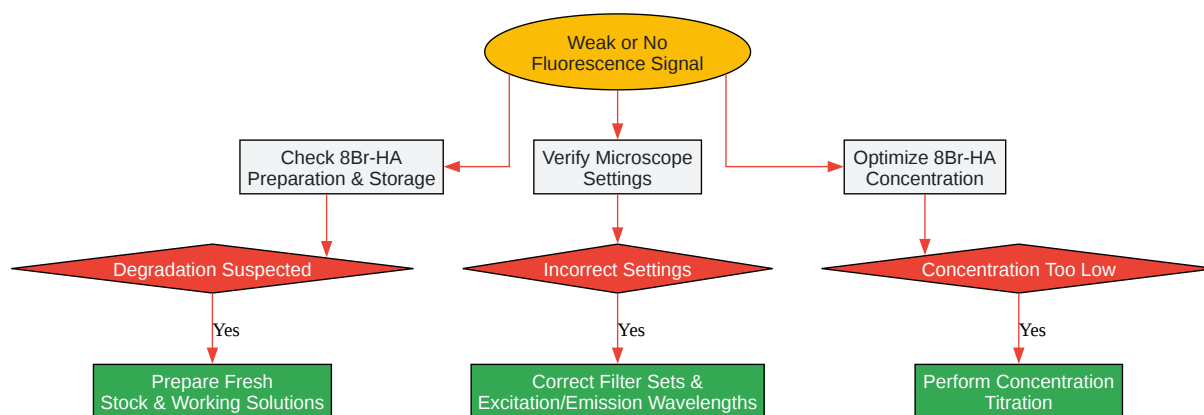 Weak or No
Fluorescence Signal
Check 8Br-HA
Preparation & Storage
Verify Microscope
Settings
Optimize 8Br-HA
Concentration
Degradation Suspected
Incorrect Settings
Concentration Too Low
Yes
Yes
Yes
Prepare Fresh
Stock & Working Solutions
Correct Filter Sets &
Excitation/Emission Wavelengths
Perform Concentration
Titration